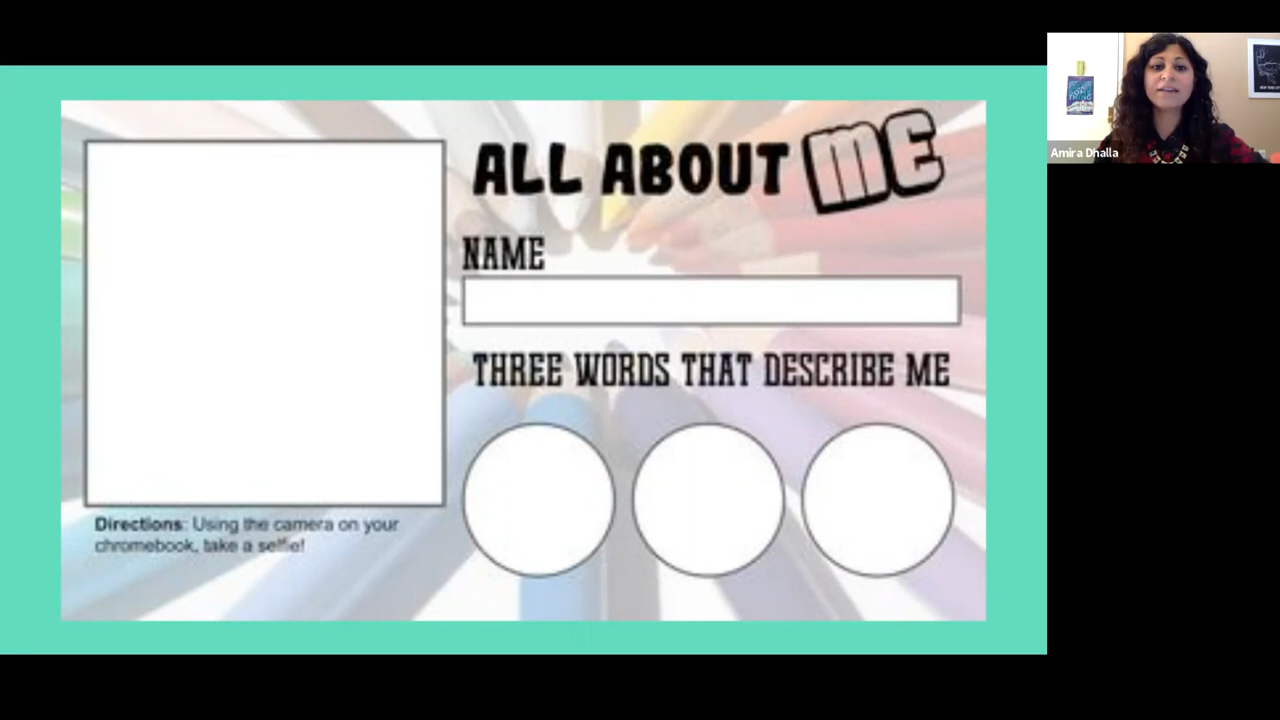 ALL ABOUT ME
NAME
THREE WORDS THAT DESCRIBE ME
Directions: Using the camera on your
chromebook, take a selfie!
Amira Dhalla